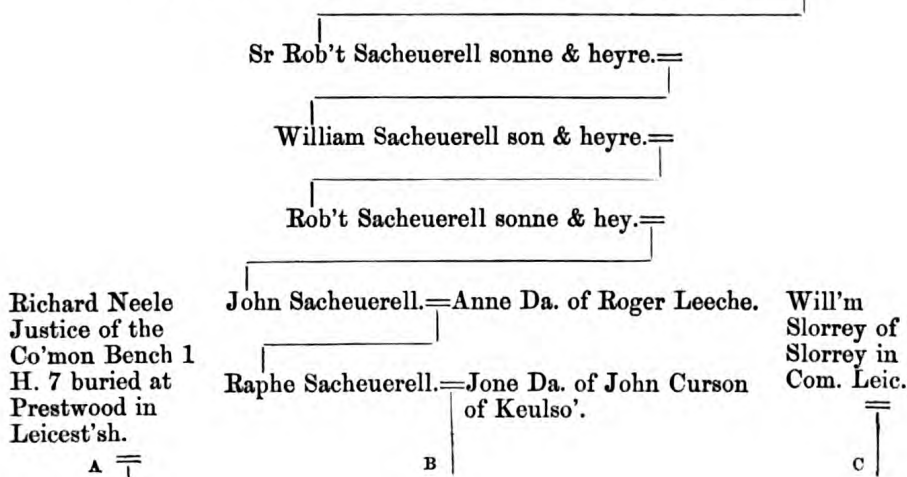 Sr Rob't Sacheuerell sonne & heyre.=
William Sacheuerell son & heyre.=
Rob't Sacheuerell sonne & hey.=
John Sacheuerell.=Anne Da. of Roger Leeche.
Richard Neele
Justice of the
Co'mon Bench 1
H. 7 buried at
Prestwood in
Leicest'sh.
Raphe Sacheuerell.=Jone Da. of John Curson
of Keulso'.
Will'm
Slorrey of
Slorrey in
Com. Leic.
=
A =
B
C